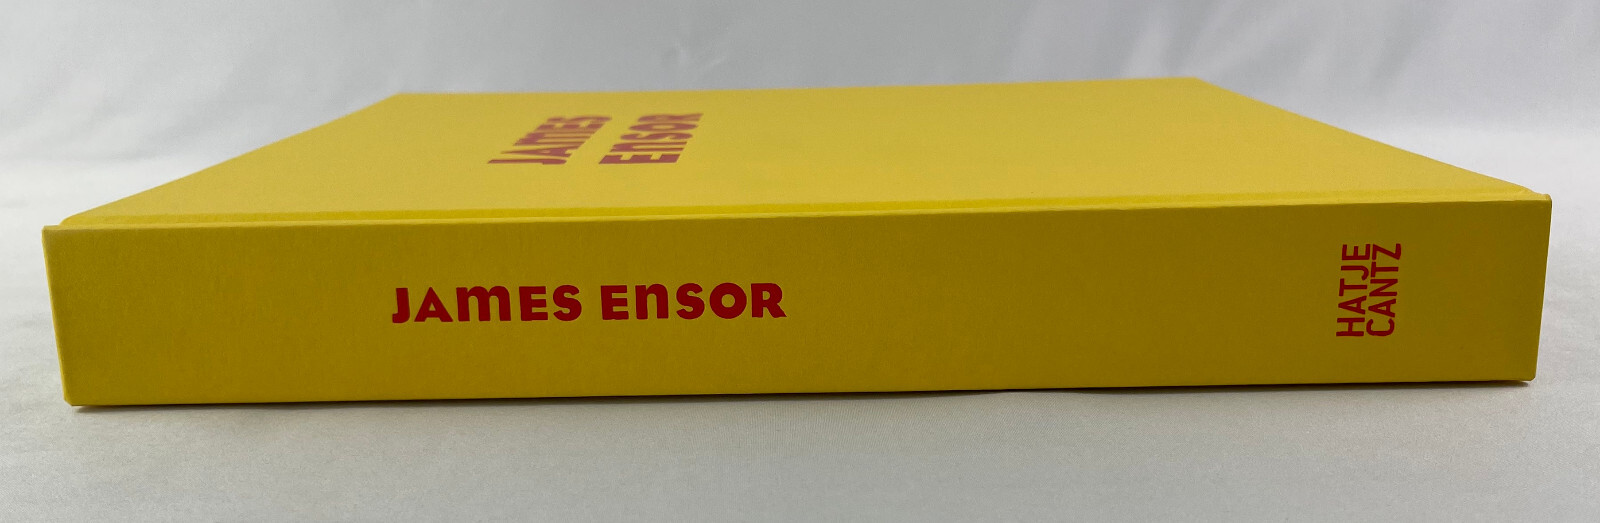 JAMES
ENSOR
JAMES ENSOR
HATJE
CANTZ